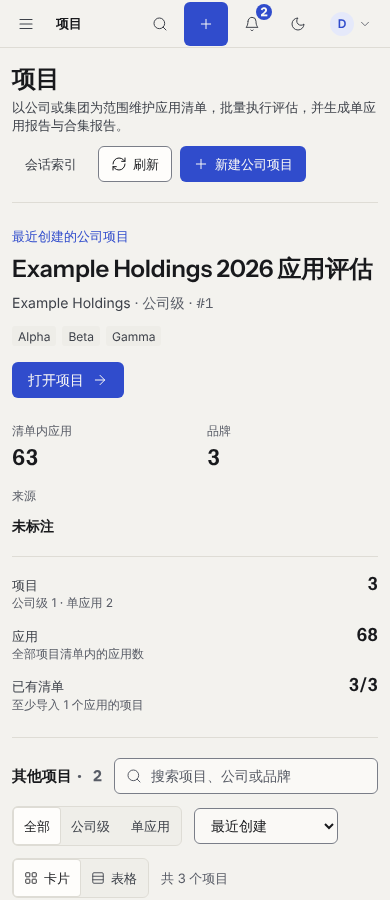 项目
2
D
项目
以公司或集团为范围维护应用清单，批量执行评估，并生成单应
用报告与合集报告。
会话索引 刷新 新建公司项目
最近创建的公司项目
Example Holdings 2026 应用评估
Example Holdings · 公司级 · #1
Alpha Beta Gamma
打开项目
清单内应用 品牌
63 3
来源
未标注
项目 3
公司级 1 · 单应用 2
应用 68
全部项目清单内的应用数
已有清单 3/3
至少导入 1 个应用的项目
其他项目 · 2 搜索项目、公司或品牌
全部 公司级 单应用 最近创建
卡片 表格 共 3 个项目